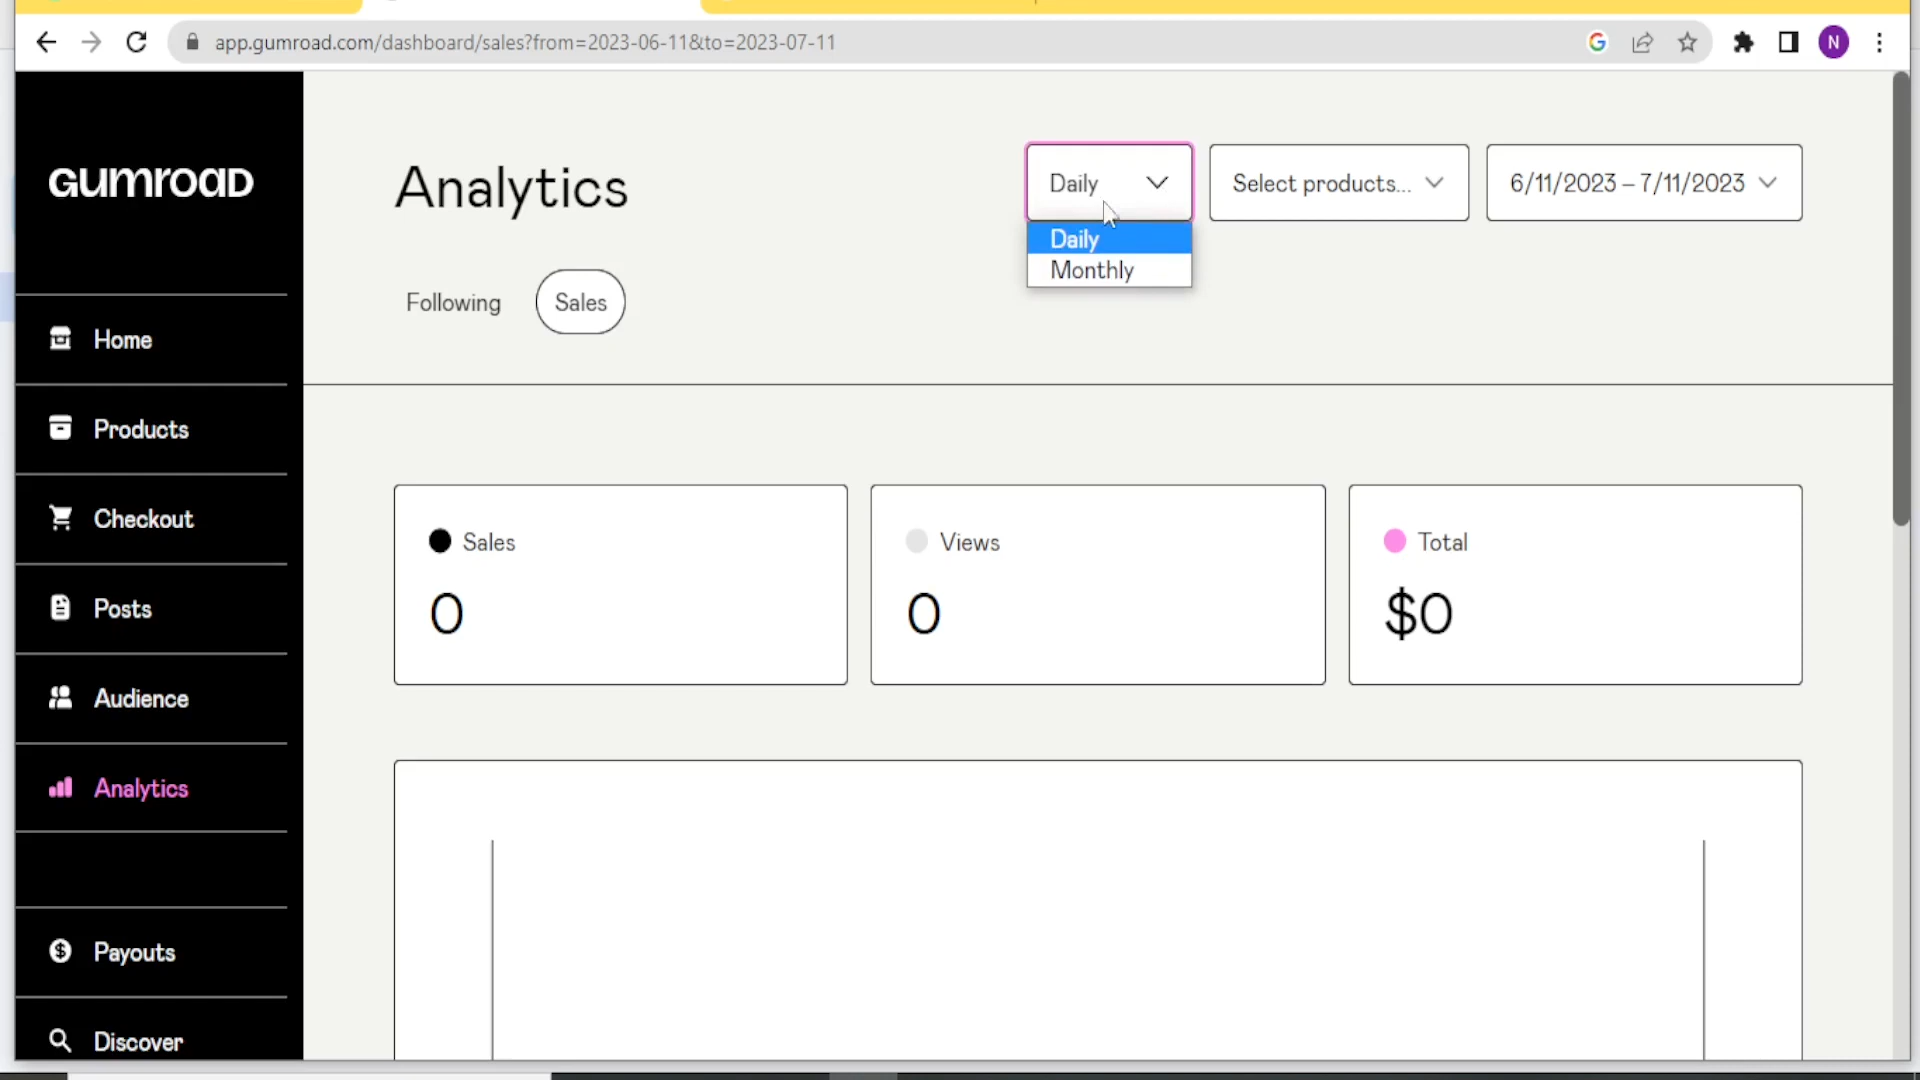 app.gumroad.com/dashboard/sales?from=2023-06-11&to=2023-07-11
N
GUMROAD
Analytics
Daily
Select products...
6/11/2023 – 7/11/2023
Daily
Monthly
Following
Sales
Home
Products
Checkout
Posts
Audience
Analytics
Payouts
Discover
Sales
0
Views
0
Total
$0